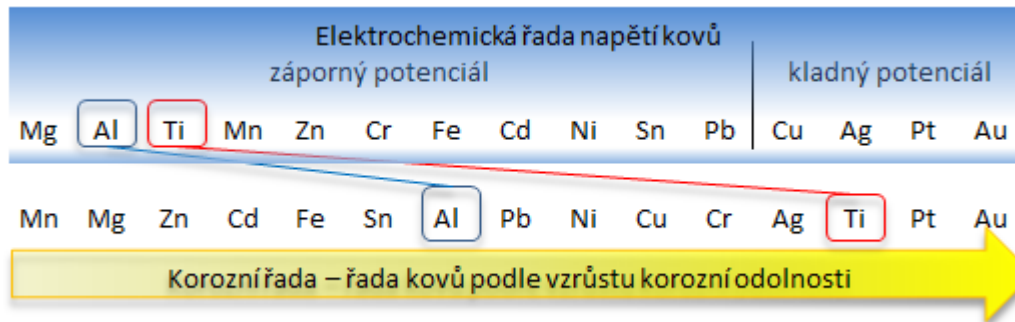 Elektrochemická řada napětí kovů
záporný potenciál kladný potenciál
Mg Al Ti Mn Zn Cr Fe Cd Ni Sn Pb Cu Ag Pt Au
Mn Mg Zn Cd Fe Sn Al Pb Ni Cu Cr Ag Ti Pt Au
Korozní řada – řada kovů podle vzrůstu korozní odolnosti